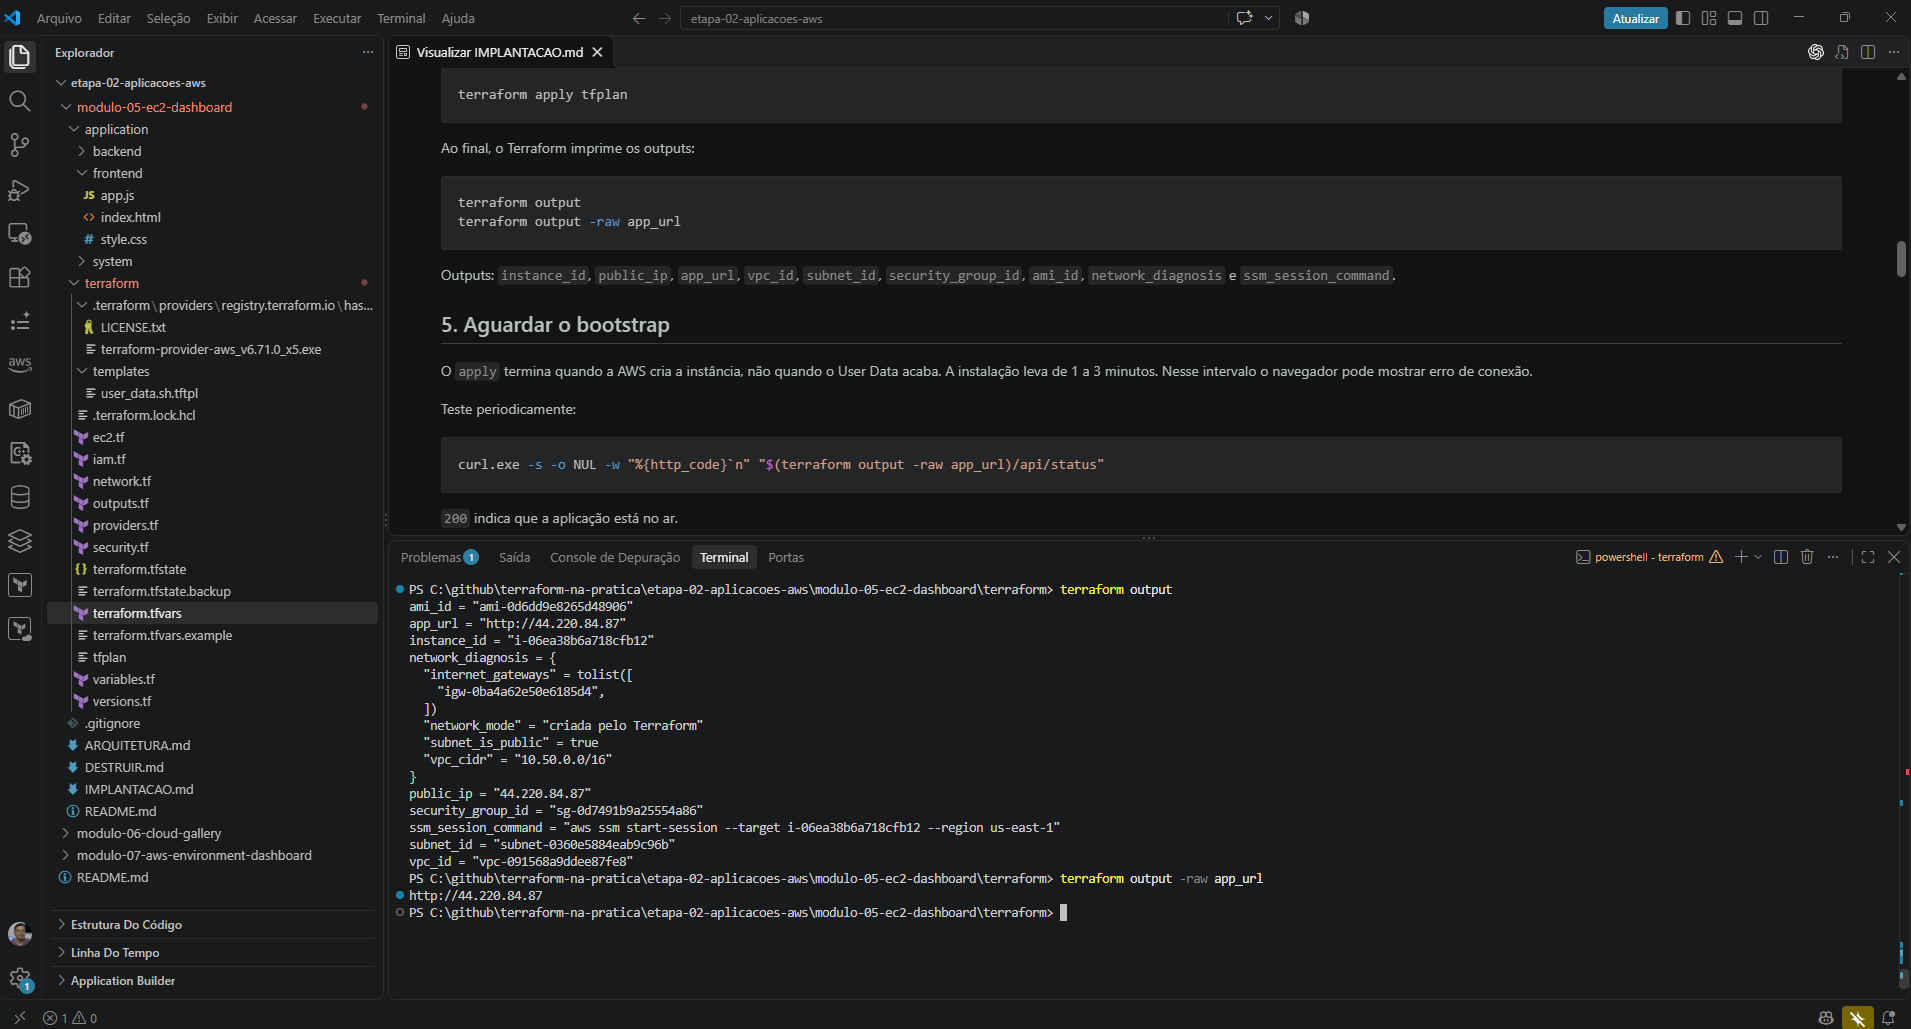 Arquivo Editar Seleção Exibir Acessar Executar Terminal Ajuda
etapa-02-aplicacoes-aws
Atualizar
Explorador
etapa-02-aplicacoes-aws
modulo-05-ec2-dashboard
application
backend
frontend
JS app.js
<> index.html
# style.css
system
terraform
.terraform\providers\registry.terraform.io\has...
LICENSE.txt
terraform-provider-aws_v6.71.0_x5.exe
templates
user_data.sh.tftpl
.terraform.lock.hcl
ec2.tf
iam.tf
network.tf
outputs.tf
providers.tf
security.tf
{} terraform.tfstate
terraform.tfstate.backup
terraform.tfvars
terraform.tfvars.example
tfplan
variables.tf
versions.tf
.gitignore
ARQUITETURA.md
DESTRUIR.md
IMPLANTACAO.md
README.md
modulo-06-cloud-gallery
modulo-07-aws-environment-dashboard
README.md
Estrutura Do Código
Linha Do Tempo
Application Builder
aws
1
1 0
Visualizar IMPLANTACAO.md
terraform apply tfplan
Ao final, o Terraform imprime os outputs:
terraform output
terraform output -raw app_url
Outputs: instance_id, public_ip, app_url, vpc_id, subnet_id, security_group_id, ami_id, network_diagnosis e ssm_session_command.
5. Aguardar o bootstrap
O apply termina quando a AWS cria a instância, não quando o User Data acaba. A instalação leva de 1 a 3 minutos. Nesse intervalo o navegador pode mostrar erro de conexão.
Teste periodicamente:
curl.exe -s -o NUL -w "%{http_code}`n" "$(terraform output -raw app_url)/api/status"
200 indica que a aplicação está no ar.
Problemas 1 Saída Console de Depuração Terminal Portas
powershell - terraform
PS C:\github\terraform-na-pratica\etapa-02-aplicacoes-aws\modulo-05-ec2-dashboard\terraform> terraform output
ami_id = "ami-0d6dd9e8265d48906"
app_url = "http://44.220.84.87"
instance_id = "i-06ea38b6a718cfb12"
network_diagnosis = {
"internet_gateways" = tolist([
"igw-0ba4a62e50e6185d4",
])
"network_mode" = "criada pelo Terraform"
"subnet_is_public" = true
"vpc_cidr" = "10.50.0.0/16"
}
public_ip = "44.220.84.87"
security_group_id = "sg-0d7491b9a25554a86"
ssm_session_command = "aws ssm start-session --target i-06ea38b6a718cfb12 --region us-east-1"
subnet_id = "subnet-0360e5884eab9c96b"
vpc_id = "vpc-091568a9ddee87fe8"
PS C:\github\terraform-na-pratica\etapa-02-aplicacoes-aws\modulo-05-ec2-dashboard\terraform> terraform output -raw app_url
http://44.220.84.87
PS C:\github\terraform-na-pratica\etapa-02-aplicacoes-aws\modulo-05-ec2-dashboard\terraform>